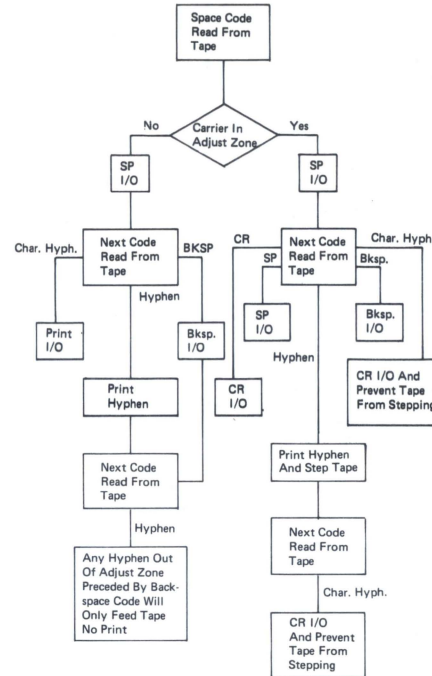 Space Code
Read From
Tape
No
Carrier In
Adjust Zone
Yes
SP
I/O
SP
I/O
Char. Hyph.
Next Code
Read From
Tape
BKSP
CR
SP
Next Code
Read From
Tape
Char. Hyph.
Bksp.
Hyphen
Print
I/O
Bksp.
I/O
SP
I/O
Bksp.
I/O
Hyphen
Print
Hyphen
CR
I/O
CR I/O And
Prevent Tape
From Stepping
Next Code
Read From
Tape
Print Hyphen
And Step Tape
Hyphen
Next Code
Read From
Tape
Any Hyphen Out
Of Adjust Zone
Preceded By Back-
space Code Will
Only Feed Tape
No Print
Char. Hyph.
CR I/O
And Prevent
Tape From
Stepping